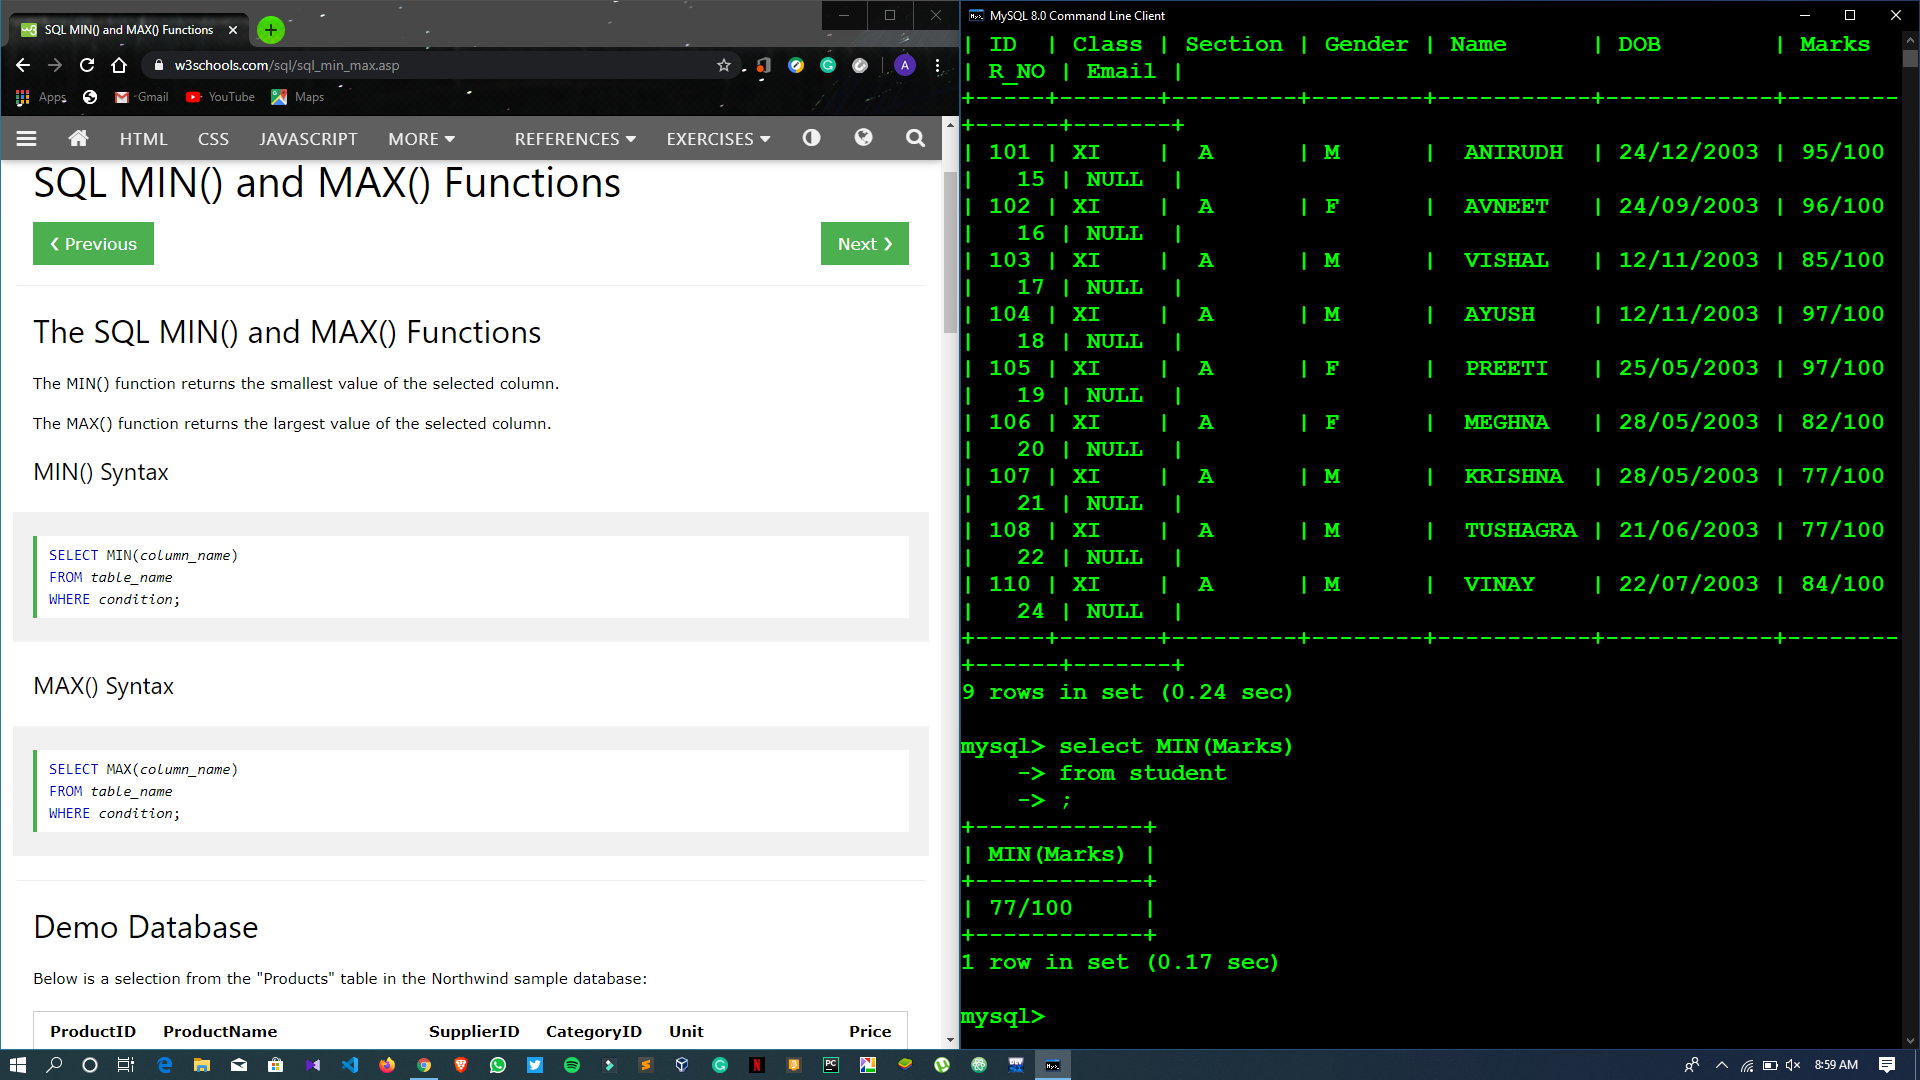 SQL MIN() and MAX() Functions
w3schools.com/sql/sql_min_max.asp
A
Apps
Gmail
YouTube
Maps
HTML
CSS
JAVASCRIPT
MORE
REFERENCES
EXERCISES
SQL MIN() and MAX() Functions
❮ Previous
Next ❯
The SQL MIN() and MAX() Functions
The MIN() function returns the smallest value of the selected column.
The MAX() function returns the largest value of the selected column.
MIN() Syntax
SELECT MIN(column_name)
FROM table_name
WHERE condition;
MAX() Syntax
SELECT MAX(column_name)
FROM table_name
WHERE condition;
Demo Database
Below is a selection from the "Products" table in the Northwind sample database:
ProductID ProductName SupplierID CategoryID Unit Price
MySQL 8.0 Command Line Client
| ID | Class | Section | Gender | Name | DOB | Marks
| R_NO | Email |
+-----+-------+---------+--------+-----------+------------+--------
+------+-------+
| 101 | XI | A | M | ANIRUDH | 24/12/2003 | 95/100
| 15 | NULL |
| 102 | XI | A | F | AVNEET | 24/09/2003 | 96/100
| 16 | NULL |
| 103 | XI | A | M | VISHAL | 12/11/2003 | 85/100
| 17 | NULL |
| 104 | XI | A | M | AYUSH | 12/11/2003 | 97/100
| 18 | NULL |
| 105 | XI | A | F | PREETI | 25/05/2003 | 97/100
| 19 | NULL |
| 106 | XI | A | F | MEGHNA | 28/05/2003 | 82/100
| 20 | NULL |
| 107 | XI | A | M | KRISHNA | 28/05/2003 | 77/100
| 21 | NULL |
| 108 | XI | A | M | TUSHAGRA | 21/06/2003 | 77/100
| 22 | NULL |
| 110 | XI | A | M | VINAY | 22/07/2003 | 84/100
| 24 | NULL |
+-----+-------+---------+--------+-----------+------------+--------
+------+-------+
9 rows in set (0.24 sec)
mysql> select MIN(Marks)
-> from student
-> ;
+------------+
| MIN(Marks) |
+------------+
| 77/100 |
+------------+
1 row in set (0.17 sec)
mysql>
8:59 AM